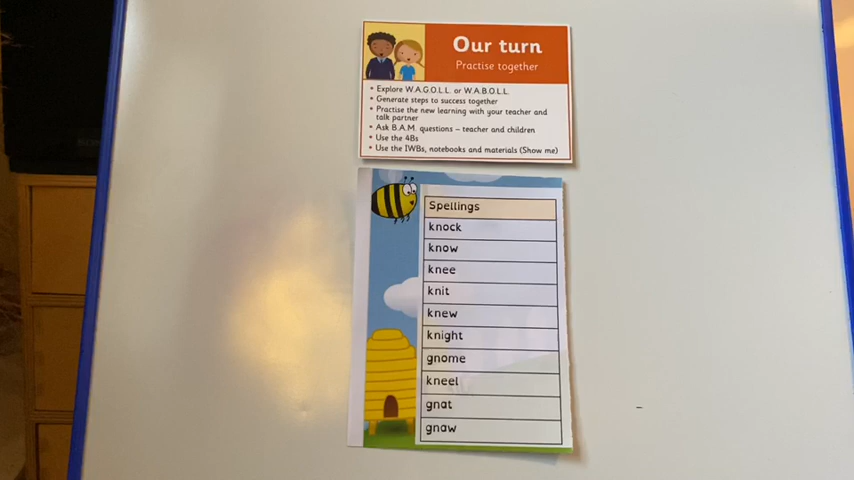 Our turn
Practise together
• Explore W.A.G.O.L.L. or W.A.B.O.L.L.
• Generate steps to success together
• Practise the new learning with your teacher and
talk partner
• Ask B.A.M. questions – teacher and children
• Use the 4Bs
• Use the IWBs, notebooks and materials (Show me)
Spellings
knock
know
knee
knit
knew
knight
gnome
kneel
gnat
gnaw